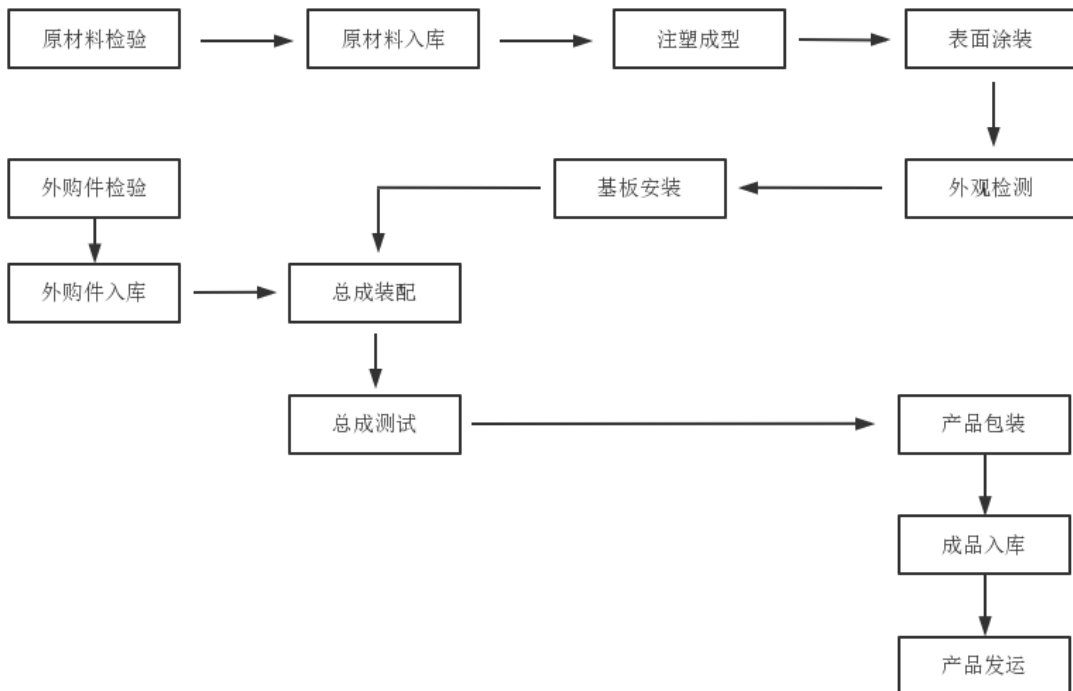 原材料检验
原材料入库
注塑成型
表面涂装
外购件检验
基板安装
外观检测
外购件入库
总成装配
总成测试
产品包装
成品入库
产品发运